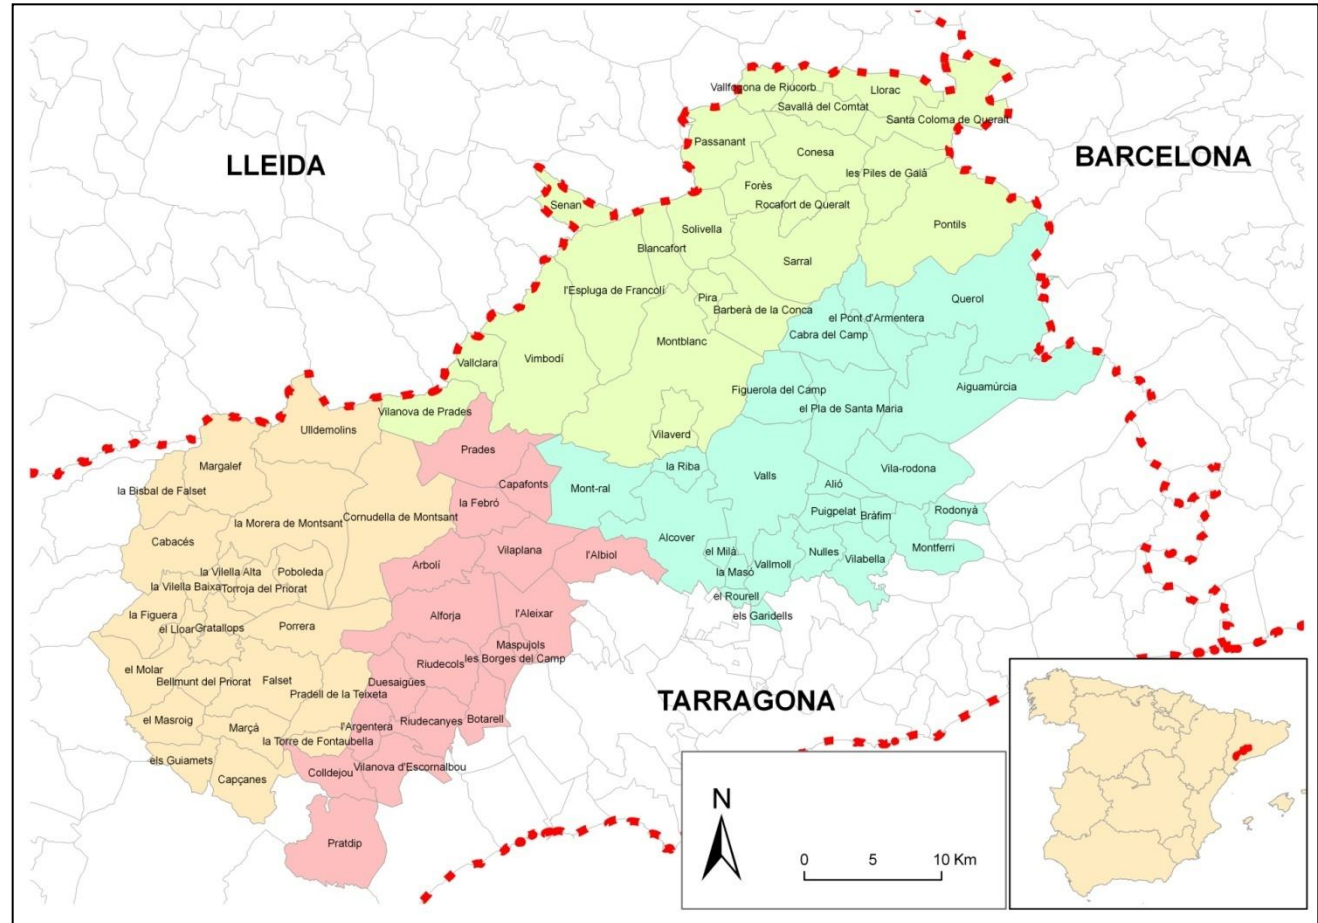 Vallfogona de Riucorb
Llorac
Savallà del Comtat
Santa Coloma de Queralt
Passanant
BARCELONA
Conesa
LLEIDA
les Piles de Gaià
Forès
Senan
Rocafort de Queralt
Solivella
Pontils
Blancafort
Sarral
l'Espluga de Francolí
Pira
Querol
Barberà de la Conca
el Pont d'Armentera
Cabra del Camp
Montblanc
Vallclara
Vimbodí
Figuerola del Camp
Aiguamúrcia
Vilanova de Prades
el Pla de Santa Maria
Ulldemolins
Vilaverd
Prades
Margalef
la Riba
Vila-rodona
Valls
Capafonts
Alió
la Bisbal de Falset
Mont-ral
la Febró
Rodonyà
Puigpelat
Bràfim
Cornudella de Montsant
la Morera de Montsant
Cabacés
Alcover
Montferri
Vilaplana
l'Albiol
el Milà
Nulles
Vilabella
Arbolí
Vallmoll
la Masó
la Vilella Alta
Poboleda
la Vilella Baixa
Torroja del Priorat
el Rourell
la Figuera
Alforja
l'Aleixar
els Garidells
el Lloar
Gratallops
Porrera
Maspujols
les Borges del Camp
el Molar
Riudecols
Bellmunt del Priorat
Falset
Duesaigües
Pradell de la Teixeta
TARRAGONA
el Masroig
Marçà
l'Argentera
Riudecanyes
Botarell
la Torre de Fontaubella
els Guiamets
Colldejou
Vilanova d'Escornalbou
Capçanes
Pratdip
N
0 5 10 Km